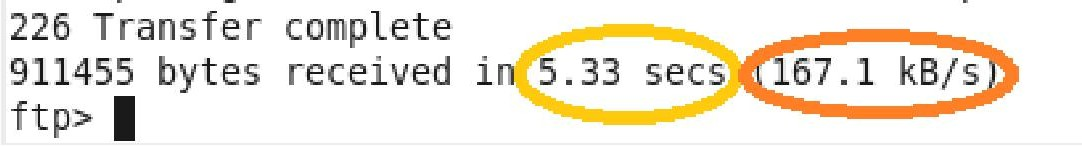 226 Transfer complete
911455 bytes received in 5.33 secs (167.1 kB/s)
ftp>